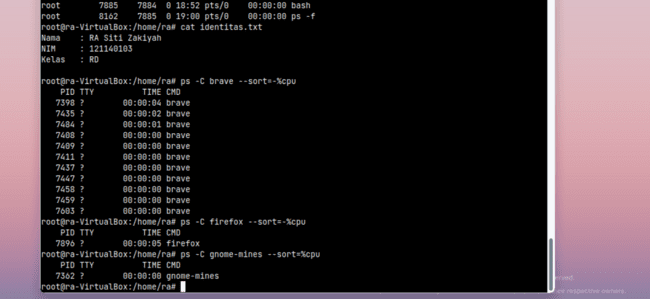 root        7885    7884  0 18:52 pts/0    00:00:00 bash
root        8162    7885  0 19:00 pts/0    00:00:00 ps -f
root@ra-VirtualBox:/home/ra# cat identitas.txt
Nama    : RA Siti Zakiyah
NIM     : 121140103
Kelas   : RD
root@ra-VirtualBox:/home/ra# ps -C brave --sort=-%cpu
    PID TTY          TIME CMD
   7398 ?        00:00:04 brave
   7435 ?        00:00:02 brave
   7404 ?        00:00:01 brave
   7408 ?        00:00:00 brave
   7409 ?        00:00:00 brave
   7411 ?        00:00:00 brave
   7437 ?        00:00:00 brave
   7447 ?        00:00:00 brave
   7458 ?        00:00:00 brave
   7459 ?        00:00:00 brave
   7603 ?        00:00:00 brave
root@ra-VirtualBox:/home/ra# ps -C firefox --sort=-%cpu
    PID TTY          TIME CMD
   7896 ?        00:00:05 firefox
root@ra-VirtualBox:/home/ra# ps -C gnome-mines --sort=%cpu
    PID TTY          TIME CMD
   7362 ?        00:00:00 gnome-mines
root@ra-VirtualBox:/home/ra#
respective owners.